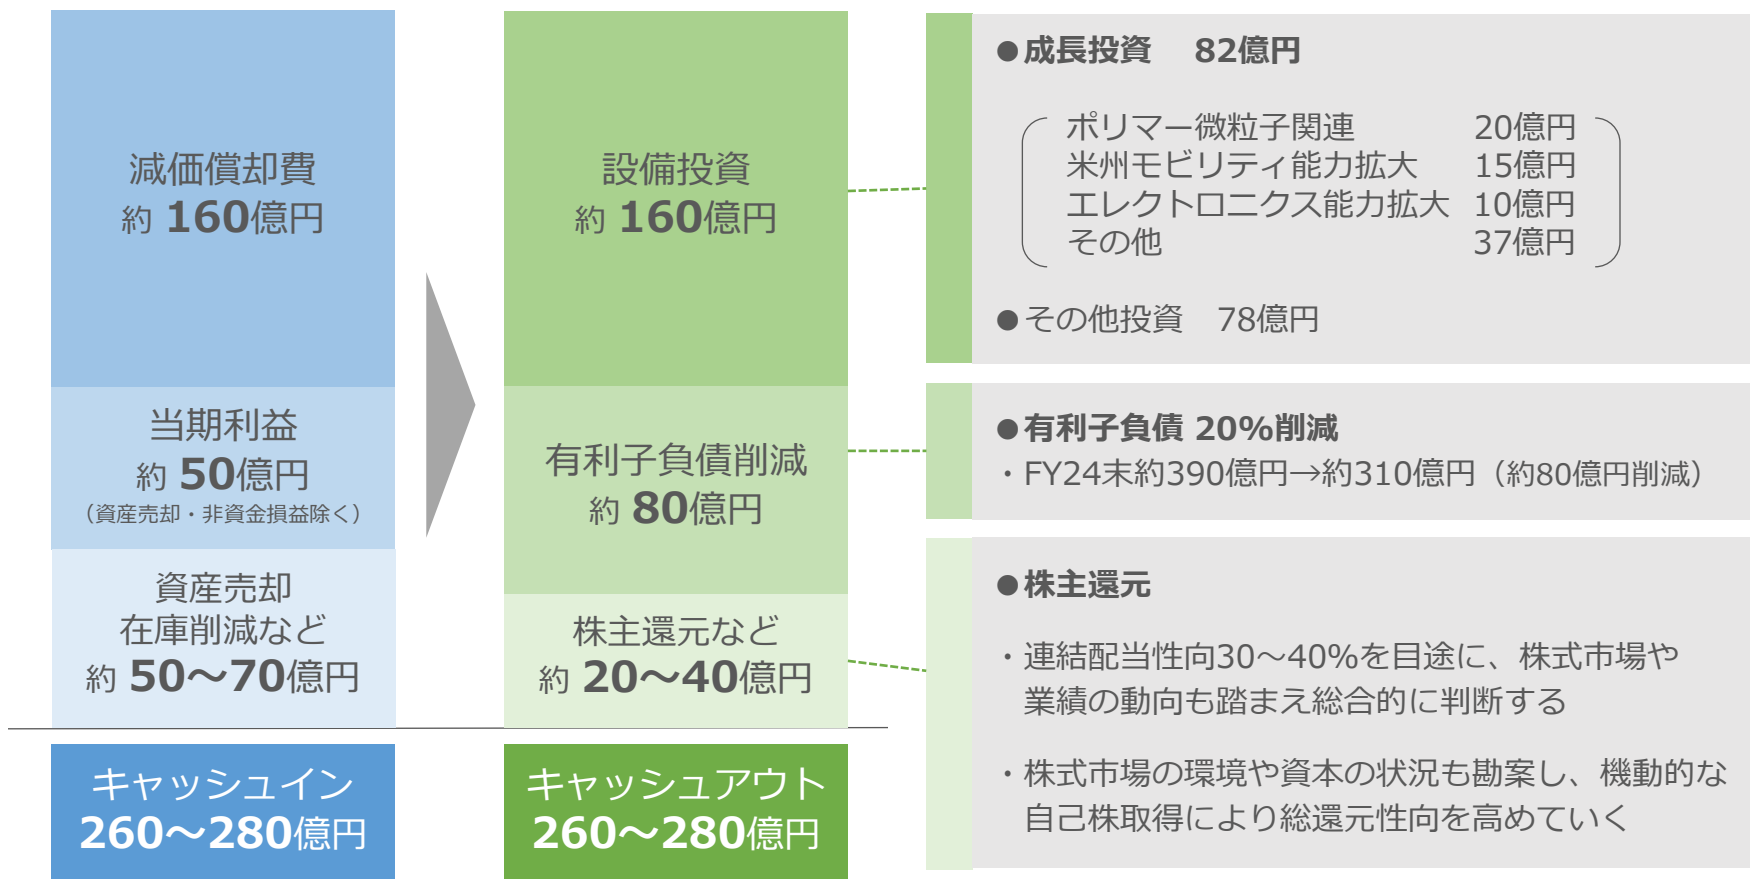 減価償却費
約 160億円
当期利益
約 50億円
（資産売却・非資金損益除く）
資産売却
在庫削減など
約 50～70億円
キャッシュイン
260～280億円
設備投資
約 160億円
有利子負債削減
約 80億円
株主還元など
約 20～40億円
キャッシュアウト
260～280億円
●成長投資　82億円
ポリマー微粒子関連　20億円
米州モビリティ能力拡大　15億円
エレクトロニクス能力拡大　10億円
その他　37億円
●その他投資　78億円
●有利子負債 20%削減
・FY24末約390億円→約310億円（約80億円削減）
●株主還元
・連結配当性向30～40%を目途に、株式市場や
業績の動向も踏まえ総合的に判断する
・株式市場の環境や資本の状況も勘案し、機動的な
自己株取得により総還元性向を高めていく